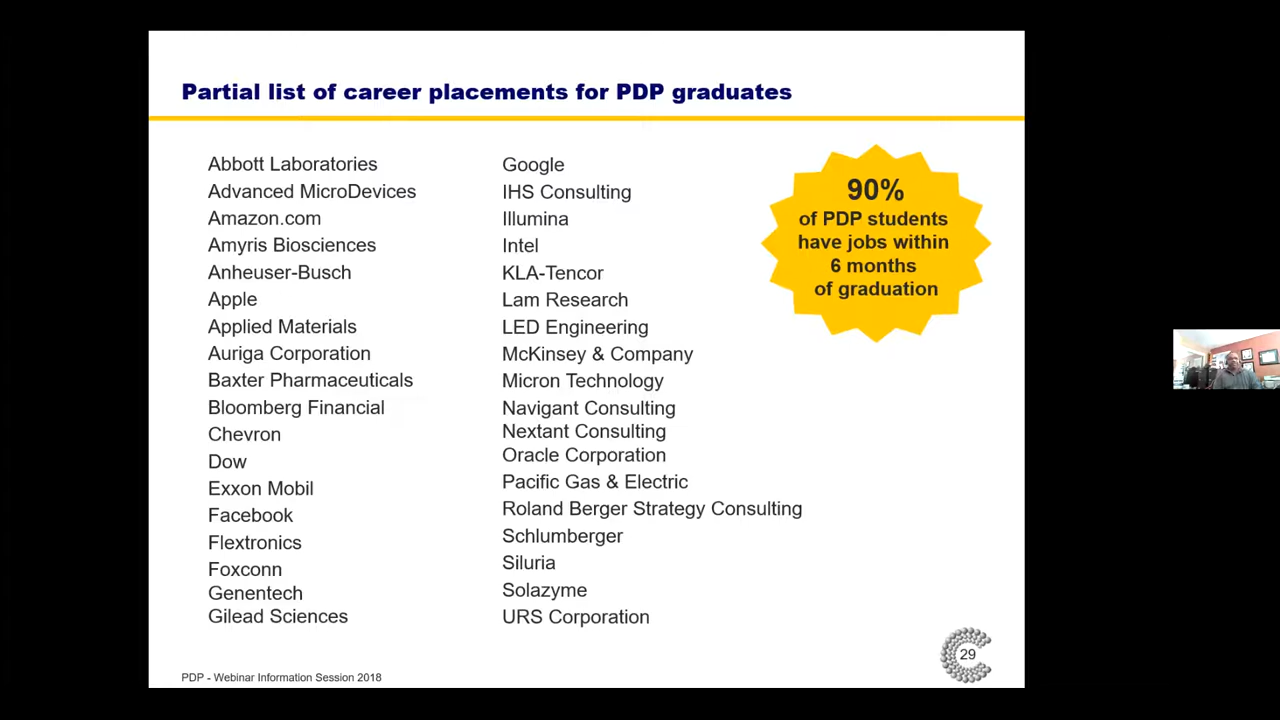 Partial list of career placements for PDP graduates
Abbott Laboratories
Advanced MicroDevices
Amazon.com
Amyris Biosciences
Anheuser-Busch
Apple
Applied Materials
Auriga Corporation
Baxter Pharmaceuticals
Bloomberg Financial
Chevron
Dow
Exxon Mobil
Facebook
Flextronics
Foxconn
Genentech
Gilead Sciences
Google
IHS Consulting
Illumina
Intel
KLA-Tencor
Lam Research
LED Engineering
McKinsey & Company
Micron Technology
Navigant Consulting
Nextant Consulting
Oracle Corporation
Pacific Gas & Electric
Roland Berger Strategy Consulting
Schlumberger
Siluria
Solazyme
URS Corporation
90%
of PDP students
have jobs within
6 months
of graduation
PDP - Webinar Information Session 2018
29